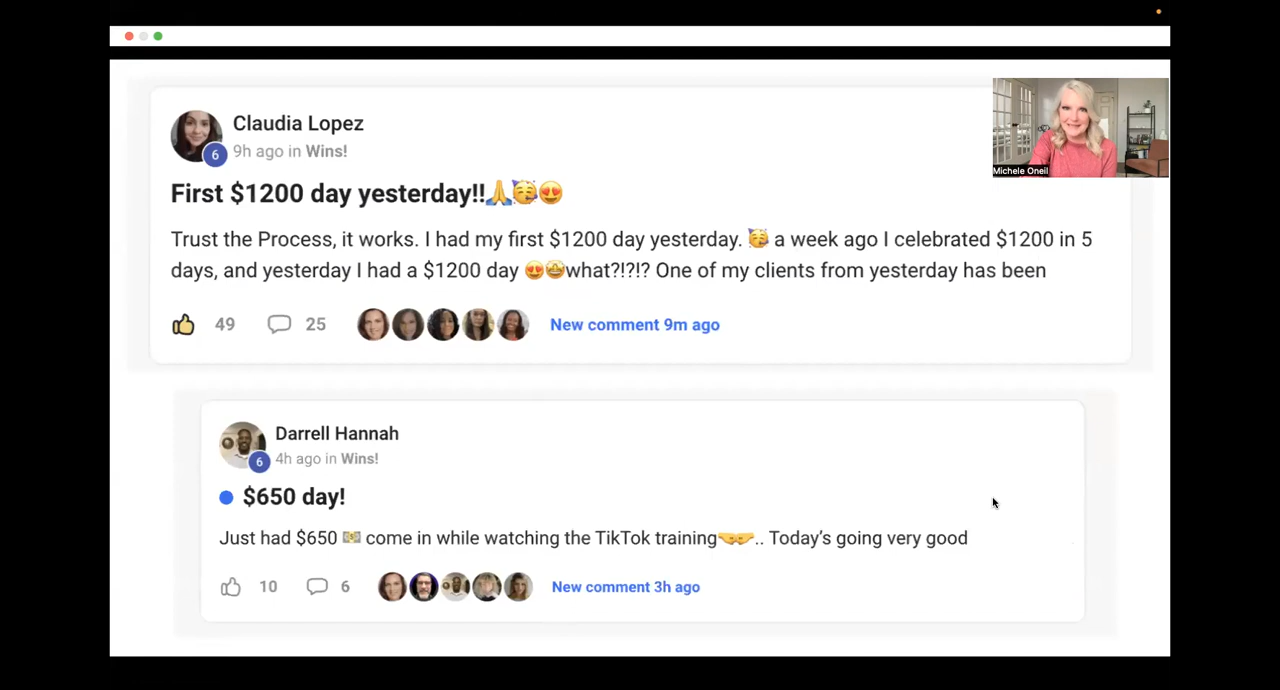 Claudia Lopez
6
9h ago in Wins!
First $1200 day yesterday!!🙏🥳😍
Trust the Process, it works. I had my first $1200 day yesterday. 🥳 a week ago I celebrated $1200 in 5
days, and yesterday I had a $1200 day 😍🤩what?!?!? One of my clients from yesterday has been
49 25 New comment 9m ago
Michele Oneil
Darrell Hannah
6
4h ago in Wins!
$650 day!
Just had $650 💵 come in while watching the TikTok training🤛🤜.. Today’s going very good
10 6 New comment 3h ago